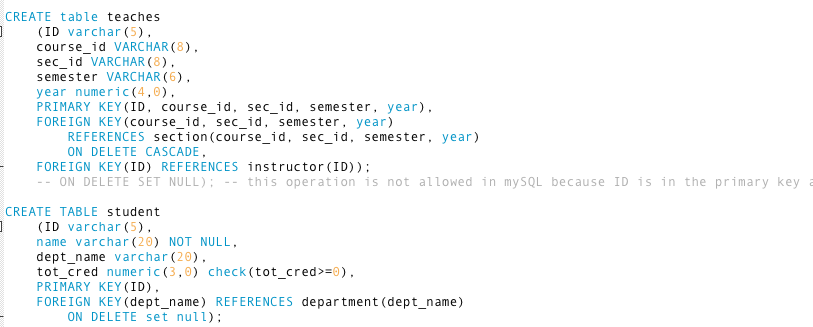 CREATE table teaches
(ID varchar(5),
course_id VARCHAR(8),
sec_id VARCHAR(8),
semester VARCHAR(6),
year numeric(4,0),
PRIMARY KEY(ID, course_id, sec_id, semester, year),
FOREIGN KEY(course_id, sec_id, semester, year)
REFERENCES section(course_id, sec_id, semester, year)
ON DELETE CASCADE,
FOREIGN KEY(ID) REFERENCES instructor(ID));
-- ON DELETE SET NULL); -- this operation is not allowed in mySQL because ID is in the primary key
CREATE TABLE student
(ID varchar(5),
name varchar(20) NOT NULL,
dept_name varchar(20),
tot_cred numeric(3,0) check(tot_cred>=0),
PRIMARY KEY(ID),
FOREIGN KEY(dept_name) REFERENCES department(dept_name)
ON DELETE set null);